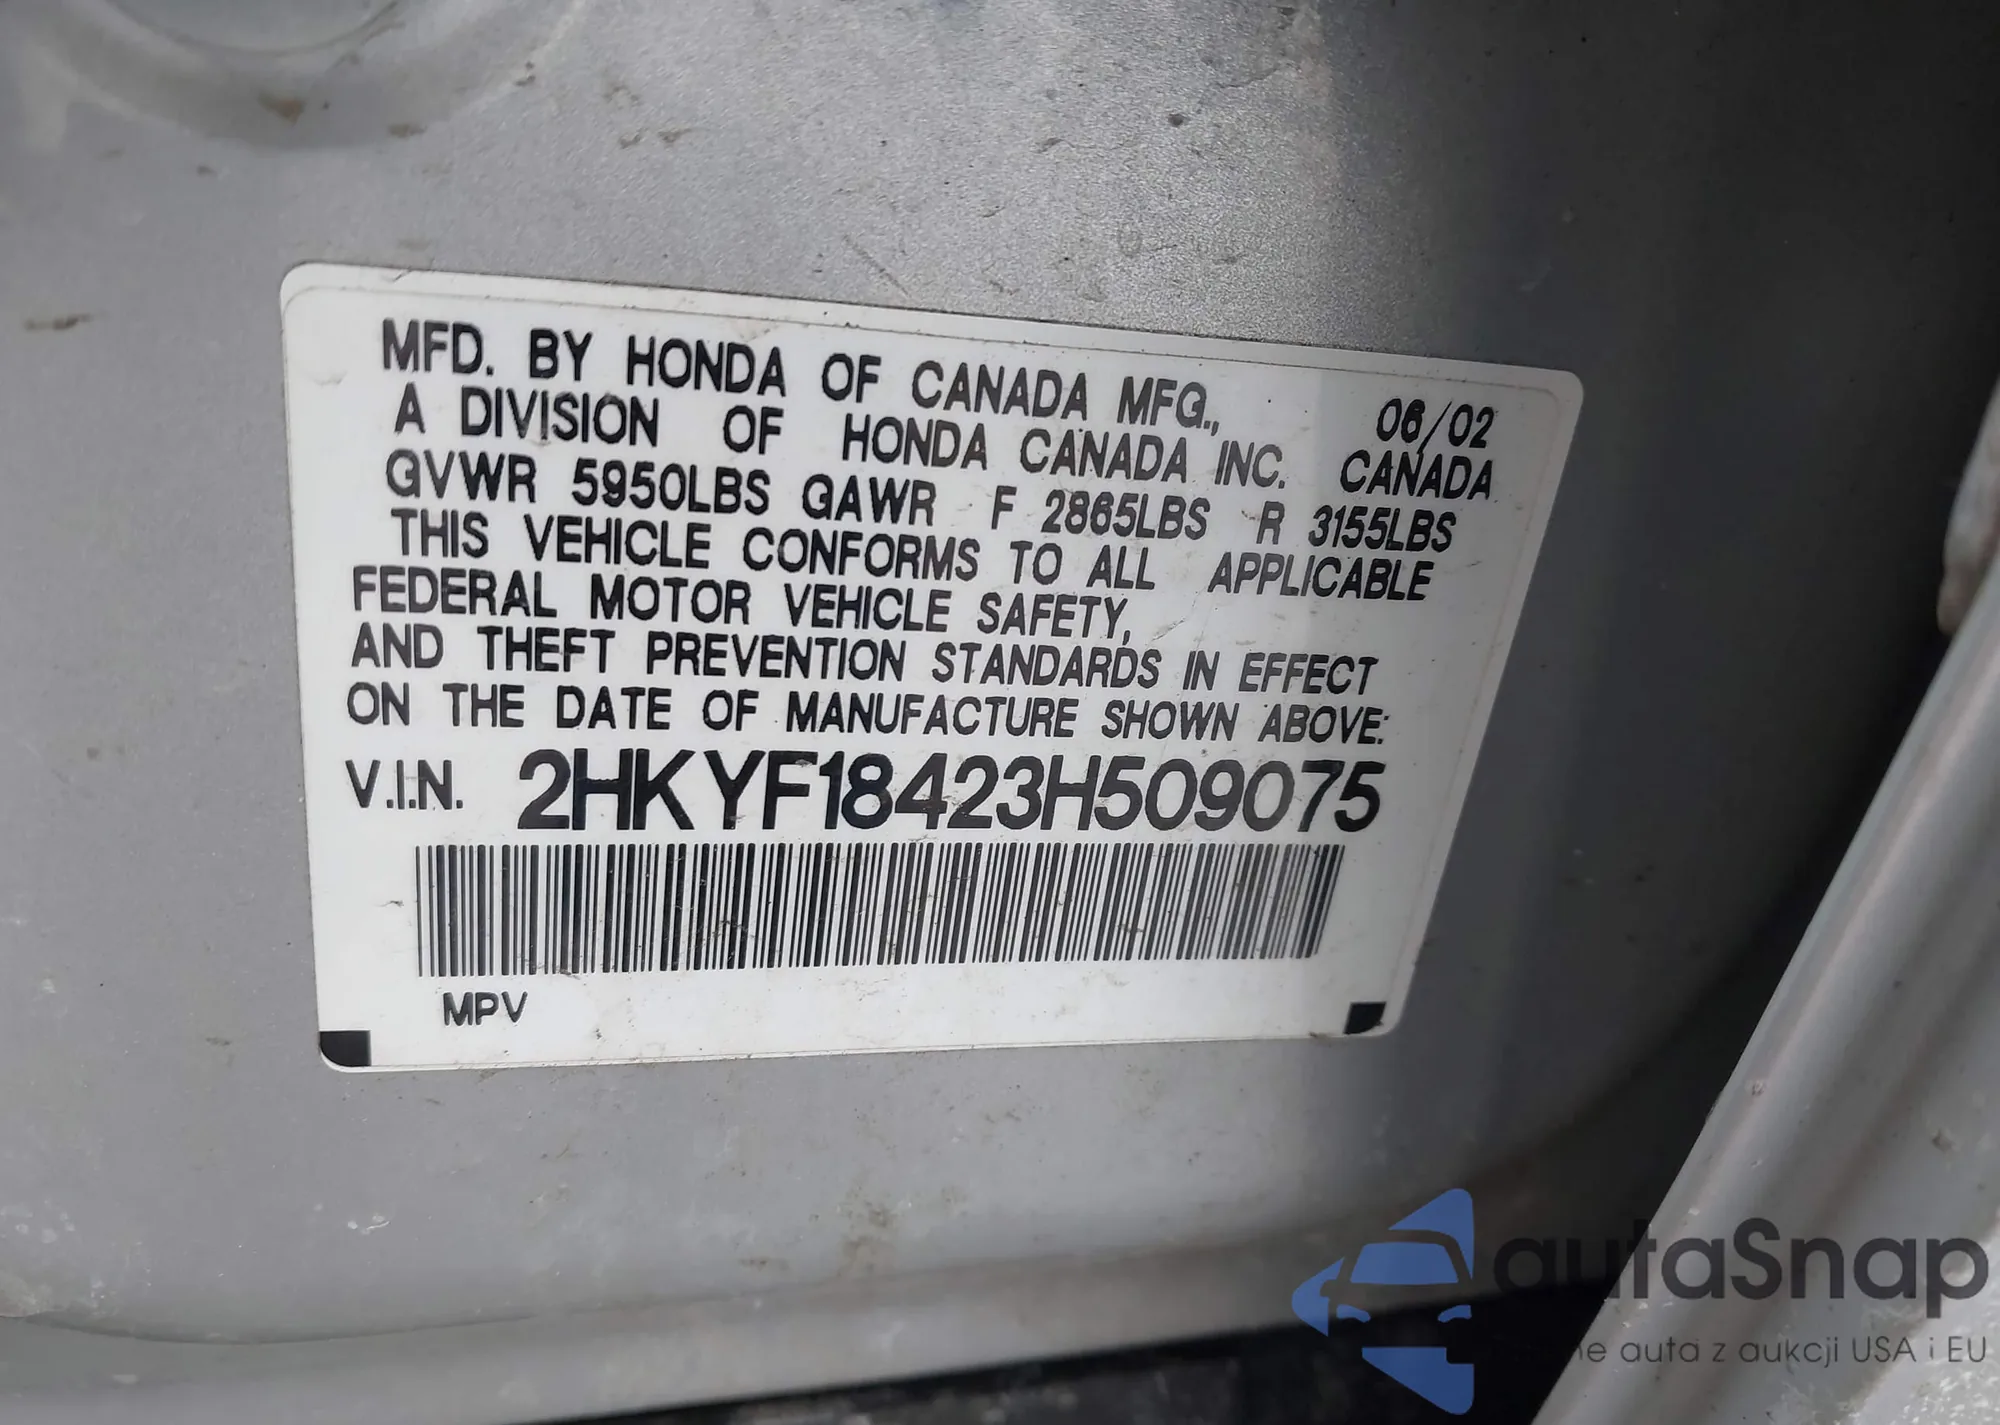 MFD. BY HONDA OF CANADA MFG.,
A DIVISION OF HONDA CANADA INC.
06/02
CANADA
GVWR 5950LBS GAWR F 2865LBS R 3155LBS
THIS VEHICLE CONFORMS TO ALL APPLICABLE
FEDERAL MOTOR VEHICLE SAFETY,
AND THEFT PREVENTION STANDARDS IN EFFECT
ON THE DATE OF MANUFACTURE SHOWN ABOVE:
V.I.N. 2HKYF18423H509075
MPV
autaSnap
auta z aukcji USA i EU